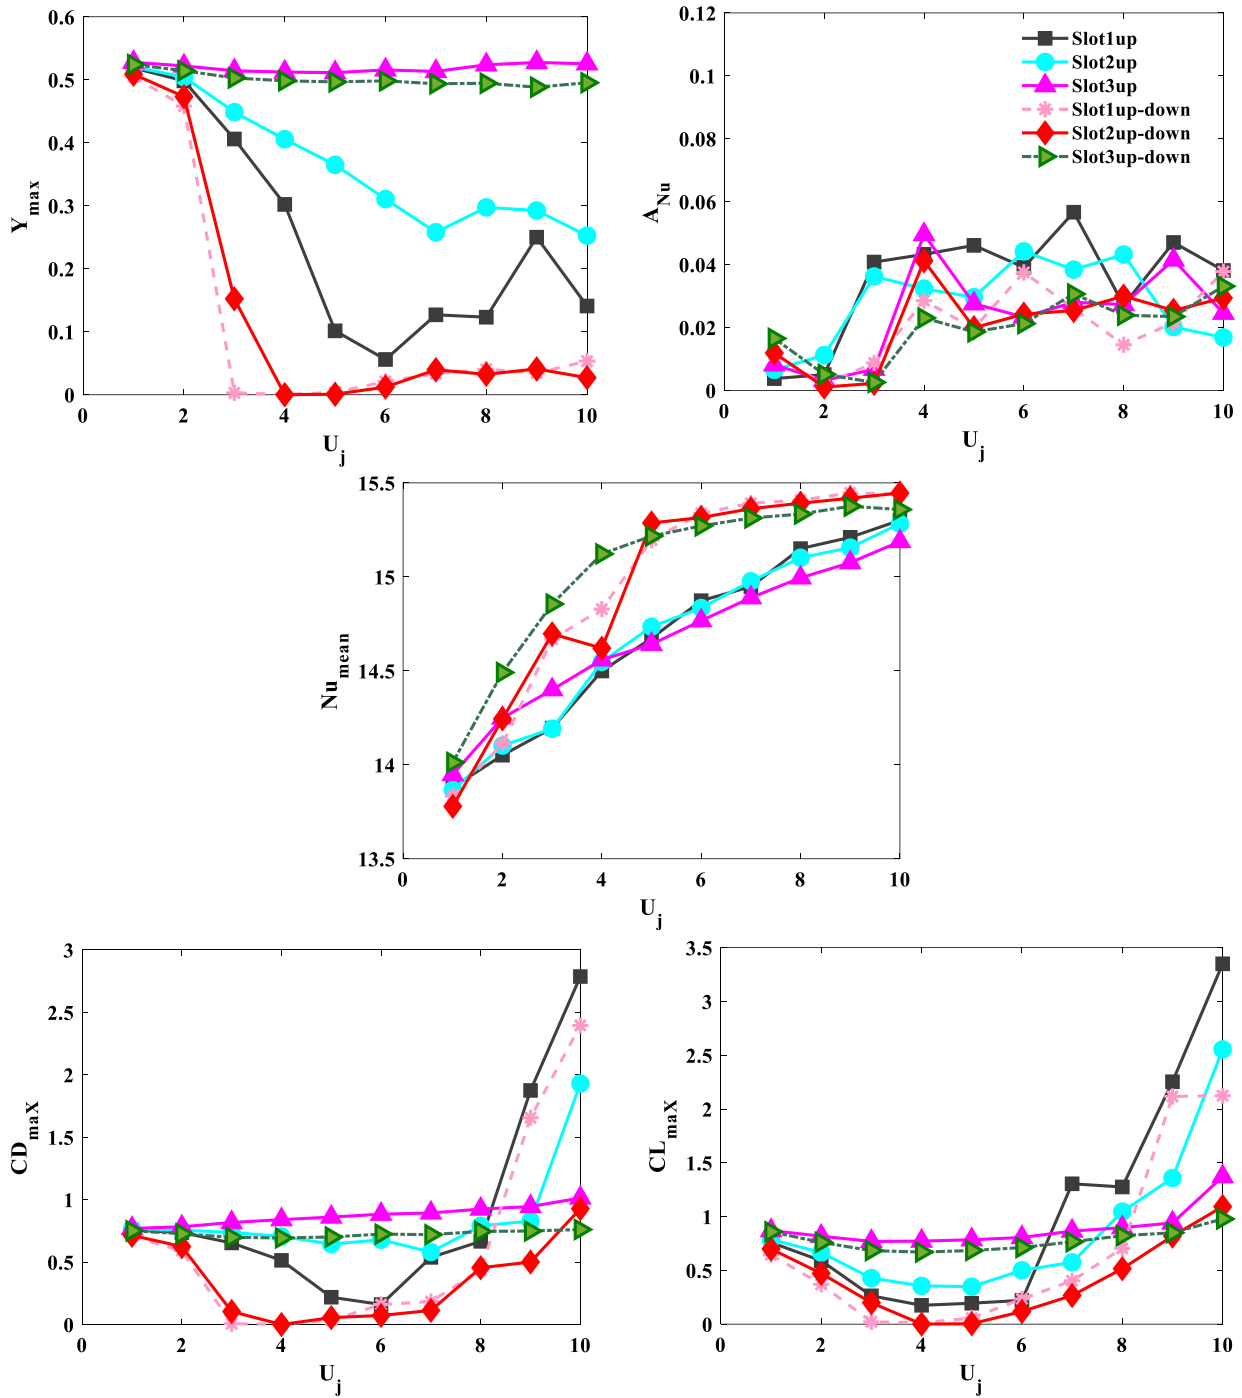 0.6
0.5
0.4
0.3
0.2
0.1
0
0 2 4 6 8 10
Y_max
U_j
0.12
0.1
0.08
0.06
0.04
0.02
0
0 2 4 6 8 10
A_Nu
U_j
Slot1up
Slot2up
Slot3up
Slot1up-down
Slot2up-down
Slot3up-down
15.5
15
14.5
14
13.5
0 2 4 6 8 10
Nu_mean
U_j
3
2.5
2
1.5
1
0.5
0
0 2 4 6 8 10
CD_maX
U_j
3.5
3
2.5
2
1.5
1
0.5
0
0 2 4 6 8 10
CL_maX
U_j